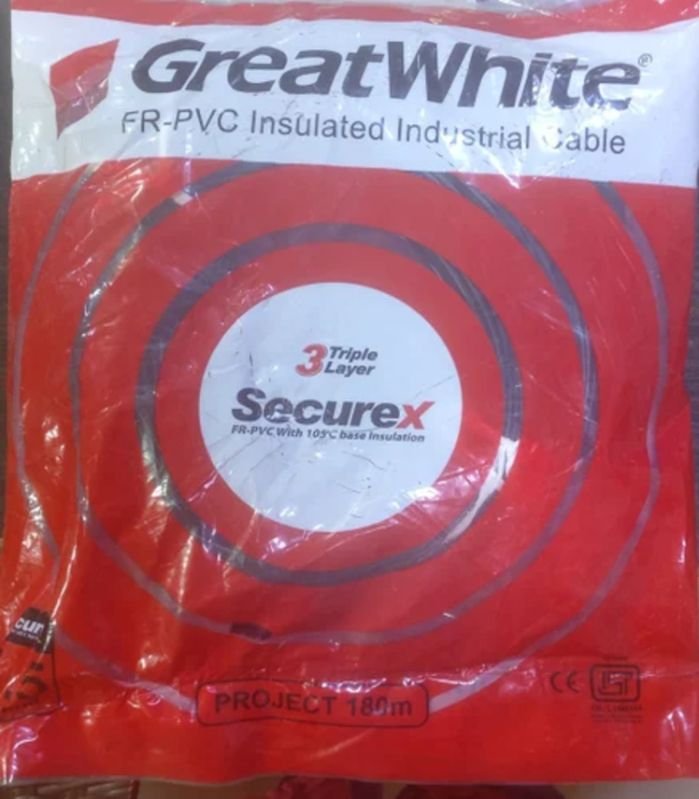 GreatWhite®
FR-PVC Insulated Industrial Cable
3 Triple
Layer
Securex
FR-PVC With 105°C base Insulation
cur
PROJECT 180m
CE